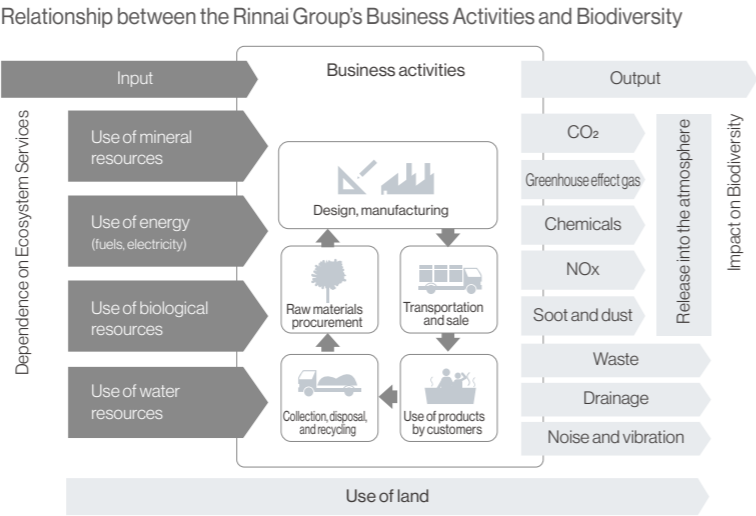 Relationship between the Rinnai Group's Business Activities and Biodiversity
Input
Business activities
Output
Dependence on Ecosystem Services
Use of mineral
resources
Use of energy
(fuels, electricity)
Use of biological
resources
Use of water
resources
Design, manufacturing
Raw materials
procurement
Transportation
and sale
Collection, disposal,
and recycling
Use of products
by customers
CO₂
Greenhouse effect gas
Chemicals
NOx
Soot and dust
Release into the atmosphere
Waste
Drainage
Noise and vibration
Impact on Biodiversity
Use of land